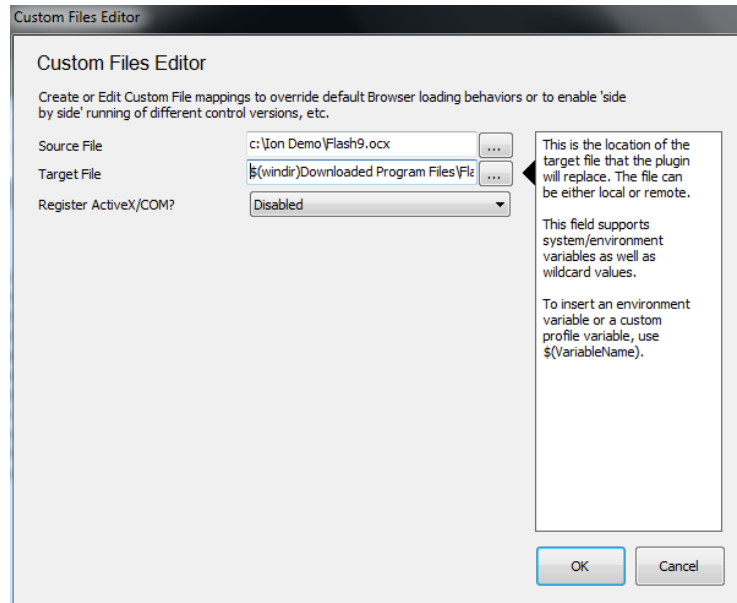 Custom Files Editor
Custom Files Editor
Create or Edit Custom File mappings to override default Browser loading behaviors or to enable 'side
by side' running of different control versions, etc.
Source File
c:\Ion Demo\Flash9.ocx
...
Target File
$(windir)Downloaded Program Files\Fla
...
Register ActiveX/COM?
Disabled
This is the location of the
target file that the plugin
will replace. The file can
be either local or remote.
This field supports
system/environment
variables as well as
wildcard values.
To insert an environment
variable or a custom
profile variable, use
$(VariableName).
OK
Cancel